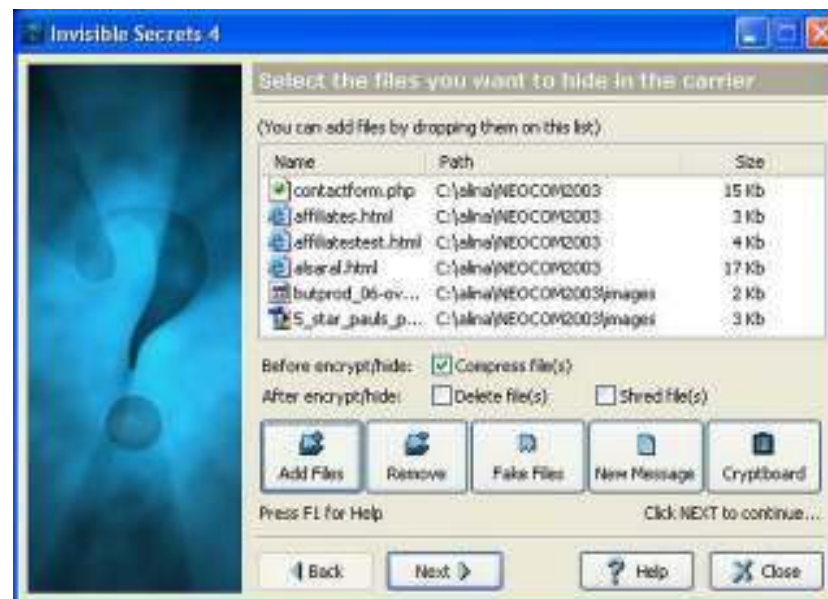 Invisible Secrets 4
Select the files you want to hide in the carrier
(You can add files by dropping them on this list)
Name Path Size
contactform.php C:\alina\NEOCOM2003 15 Kb
affiliates.html C:\alina\NEOCOM2003 3 Kb
affiliatestest.html C:\alina\NEOCOM2003 4 Kb
alsaral.html C:\alina\NEOCOM2003 17 Kb
butprod_06-ov... C:\alina\NEOCOM2003\images 2 Kb
5_star_pauls_p... C:\alina\NEOCOM2003\images 3 Kb
Before encrypt/hide: Compress file(s)
After encrypt/hide: Delete file(s) Shred file(s)
Add Files Remove Fake Files New Message Cryptboard
Press F1 for Help Click NEXT to continue...
Back Next Help Close